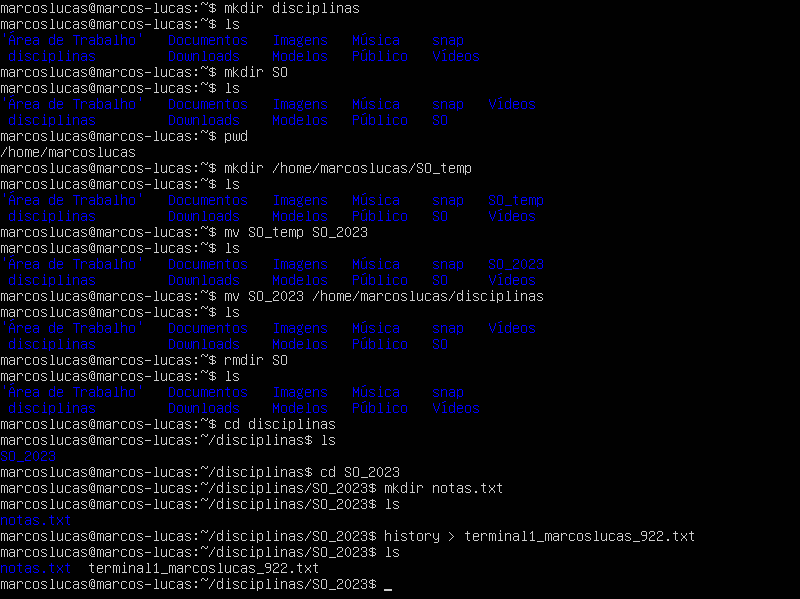 marcoslucas@marcos-lucas:~$ mkdir disciplinas
marcoslucas@marcos-lucas:~$ ls
'Área de Trabalho'   Documentos   Imagens   Música    snap
 disciplinas         Downloads    Modelos   Público   Vídeos
marcoslucas@marcos-lucas:~$ mkdir SO
marcoslucas@marcos-lucas:~$ ls
'Área de Trabalho'   Documentos   Imagens   Música    snap   Vídeos
 disciplinas         Downloads    Modelos   Público   SO
marcoslucas@marcos-lucas:~$ pwd
/home/marcoslucas
marcoslucas@marcos-lucas:~$ mkdir /home/marcoslucas/SO_temp
marcoslucas@marcos-lucas:~$ ls
'Área de Trabalho'   Documentos   Imagens   Música    snap   SO_temp
 disciplinas         Downloads    Modelos   Público   SO     Vídeos
marcoslucas@marcos-lucas:~$ mv SO_temp SO_2023
marcoslucas@marcos-lucas:~$ ls
'Área de Trabalho'   Documentos   Imagens   Música    snap   SO_2023
 disciplinas         Downloads    Modelos   Público   SO     Vídeos
marcoslucas@marcos-lucas:~$ mv SO_2023 /home/marcoslucas/disciplinas
marcoslucas@marcos-lucas:~$ ls
'Área de Trabalho'   Documentos   Imagens   Música    snap   Vídeos
 disciplinas         Downloads    Modelos   Público   SO
marcoslucas@marcos-lucas:~$ rmdir SO
marcoslucas@marcos-lucas:~$ ls
'Área de Trabalho'   Documentos   Imagens   Música    snap
 disciplinas         Downloads    Modelos   Público   Vídeos
marcoslucas@marcos-lucas:~$ cd disciplinas
marcoslucas@marcos-lucas:~/disciplinas$ ls
SO_2023
marcoslucas@marcos-lucas:~/disciplinas$ cd SO_2023
marcoslucas@marcos-lucas:~/disciplinas/SO_2023$ mkdir notas.txt
marcoslucas@marcos-lucas:~/disciplinas/SO_2023$ ls
notas.txt
marcoslucas@marcos-lucas:~/disciplinas/SO_2023$ history > terminal1_marcoslucas_922.txt
marcoslucas@marcos-lucas:~/disciplinas/SO_2023$ ls
notas.txt  terminal1_marcoslucas_922.txt
marcoslucas@marcos-lucas:~/disciplinas/SO_2023$ _